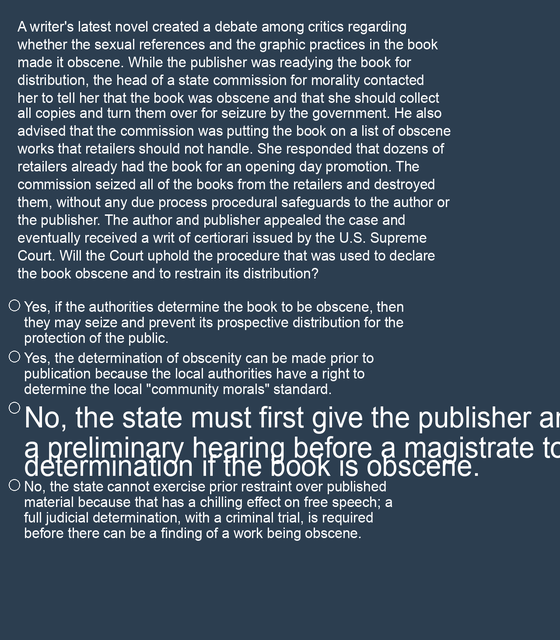 A writer's latest novel created a debate among critics regarding
whether the sexual references and the graphic practices in the book
made it obscene. While the publisher was readying the book for
distribution, the head of a state commission for morality contacted
her to tell her that the book was obscene and that she should collect
all copies and turn them over for seizure by the government. He also
advised that the commission was putting the book on a list of obscene
works that retailers should not handle. She responded that dozens of
retailers already had the book for an opening day promotion. The
commission seized all of the books from the retailers and destroyed
them, without any due process procedural safeguards to the author or
the publisher. The author and publisher appealed the case and
eventually received a writ of certiorari issued by the U.S. Supreme
Court. Will the Court uphold the procedure that was used to declare
the book obscene and to restrain its distribution?
Yes, if the authorities determine the book to be obscene, then
they may seize and prevent its prospective distribution for the
protection of the public.
Yes, the determination of obscenity can be made prior to
publication because the local authorities have a right to
determine the local "community morals" standard.
No, the state must first give the publisher
a preliminary hearing before a magistrate
determination if the book is obscene.
No, the state cannot exercise prior restraint over published
material because that has a chilling effect on free speech; a
full judicial determination, with a criminal trial, is required
before there can be a finding of a work being obscene.